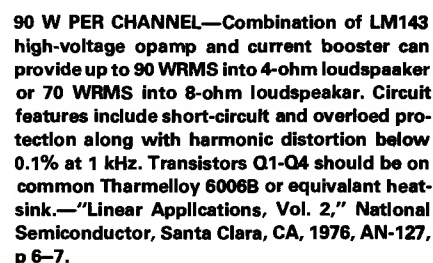 90 W PER CHANNEL—Combination of LM143
high-voltage opamp and current booster can
provide up to 90 WRMS into 4-ohm loudspaaker
or 70 WRMS into 8-ohm loudspeakar. Circuit
features include short-circuit and overloed pro-
tection along with harmonic distortion below
0.1% at 1 kHz. Transistors Q1-Q4 should be on
common Tharmelloy 6006B or equivalant heat-
sink.—"Linear Applications, Vol. 2," National
Semiconductor, Santa Clara, CA, 1976, AN-127,
p 6–7.